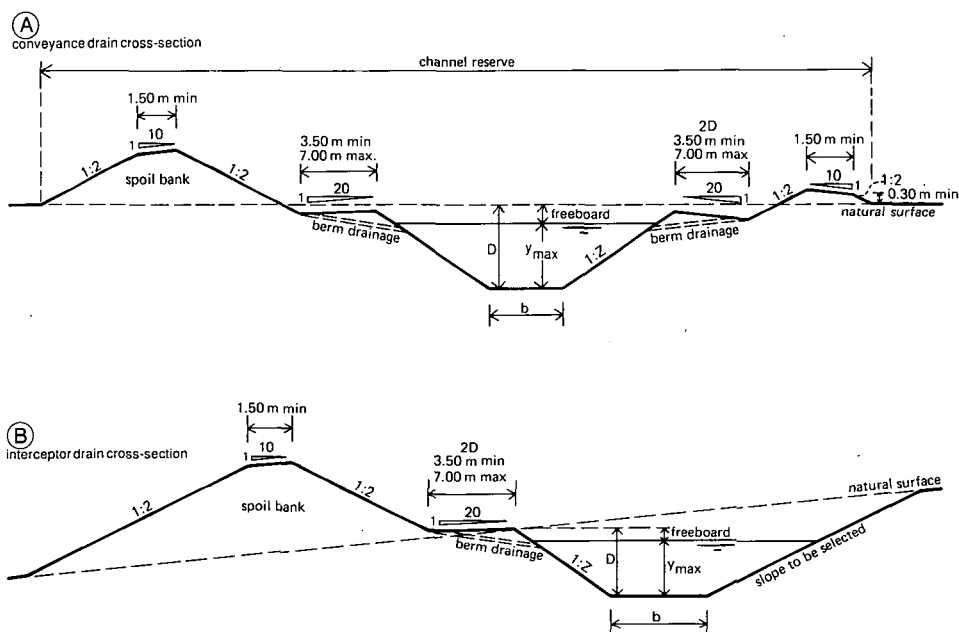 A
conveyance drain cross-section
channel reserve
1.50 m min
10
1
1:2
spoil bank
1:2
3.50 m min
7.00 m max.
20
1
berm drainage
D
freeboard
y max
b
1:Z
2D
3.50 m min
7.00 m max
20
1
berm drainage
1:2
1.50 m min
10
1
1:2
0.30 m min
natural surface
B
interceptor drain cross-section
1.50 m min
10
1
1:2
spoil bank
1:2
2D
3.50 m min
7.00 m max
20
1
berm drainage
1:Z
D
freeboard
y max
b
slope to be selected
natural surface